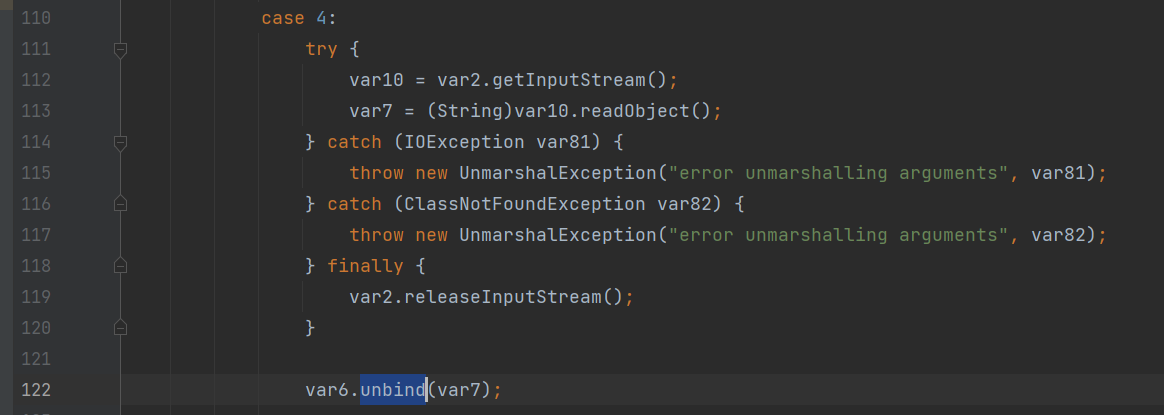 110 case 4:
111 try {
112 var10 = var2.getInputStream();
113 var7 = (String)var10.readObject();
114 } catch (IOException var81) {
115 throw new UnmarshalException("error unmarshalling arguments", var81);
116 } catch (ClassNotFoundException var82) {
117 throw new UnmarshalException("error unmarshalling arguments", var82);
118 } finally {
119 var2.releaseInputStream();
120 }
121
122 var6.unbind(var7);